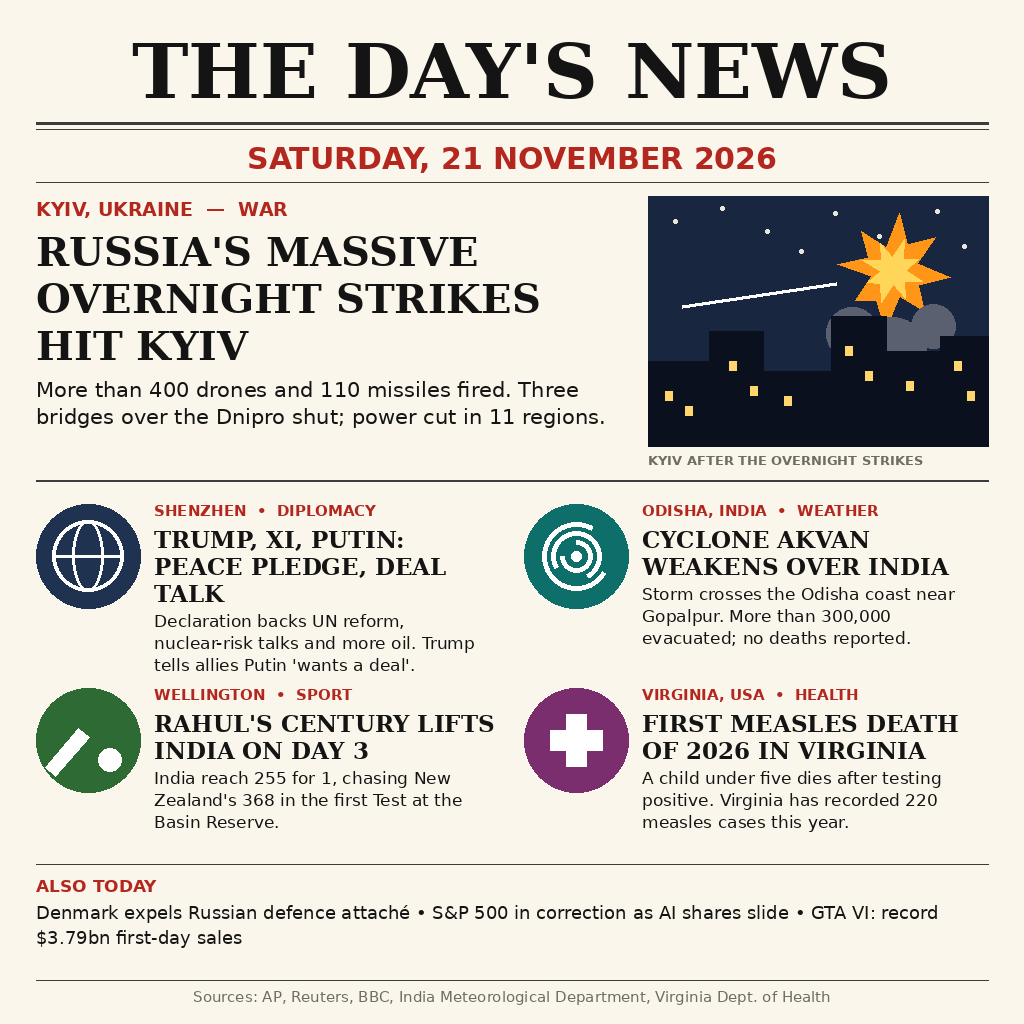 THE DAY'S NEWS
SATURDAY, 21 NOVEMBER 2026
KYIV, UKRAINE — WAR
RUSSIA'S MASSIVE
OVERNIGHT STRIKES
HIT KYIV
More than 400 drones and 110 missiles fired. Three
bridges over the Dnipro shut; power cut in 11 regions.
KYIV AFTER THE OVERNIGHT STRIKES
SHENZHEN • DIPLOMACY
TRUMP, XI, PUTIN:
PEACE PLEDGE, DEAL
TALK
Declaration backs UN reform,
nuclear-risk talks and more oil. Trump
tells allies Putin 'wants a deal'.
ODISHA, INDIA • WEATHER
CYCLONE AKVAN
WEAKENS OVER INDIA
Storm crosses the Odisha coast near
Gopalpur. More than 300,000
evacuated; no deaths reported.
WELLINGTON • SPORT
RAHUL'S CENTURY LIFTS
INDIA ON DAY 3
India reach 255 for 1, chasing New
Zealand's 368 in the first Test at the
Basin Reserve.
VIRGINIA, USA • HEALTH
FIRST MEASLES DEATH
OF 2026 IN VIRGINIA
A child under five dies after testing
positive. Virginia has recorded 220
measles cases this year.
ALSO TODAY
Denmark expels Russian defence attaché • S&P 500 in correction as AI shares slide • GTA VI: record
$3.79bn first-day sales
Sources: AP, Reuters, BBC, India Meteorological Department, Virginia Dept. of Health